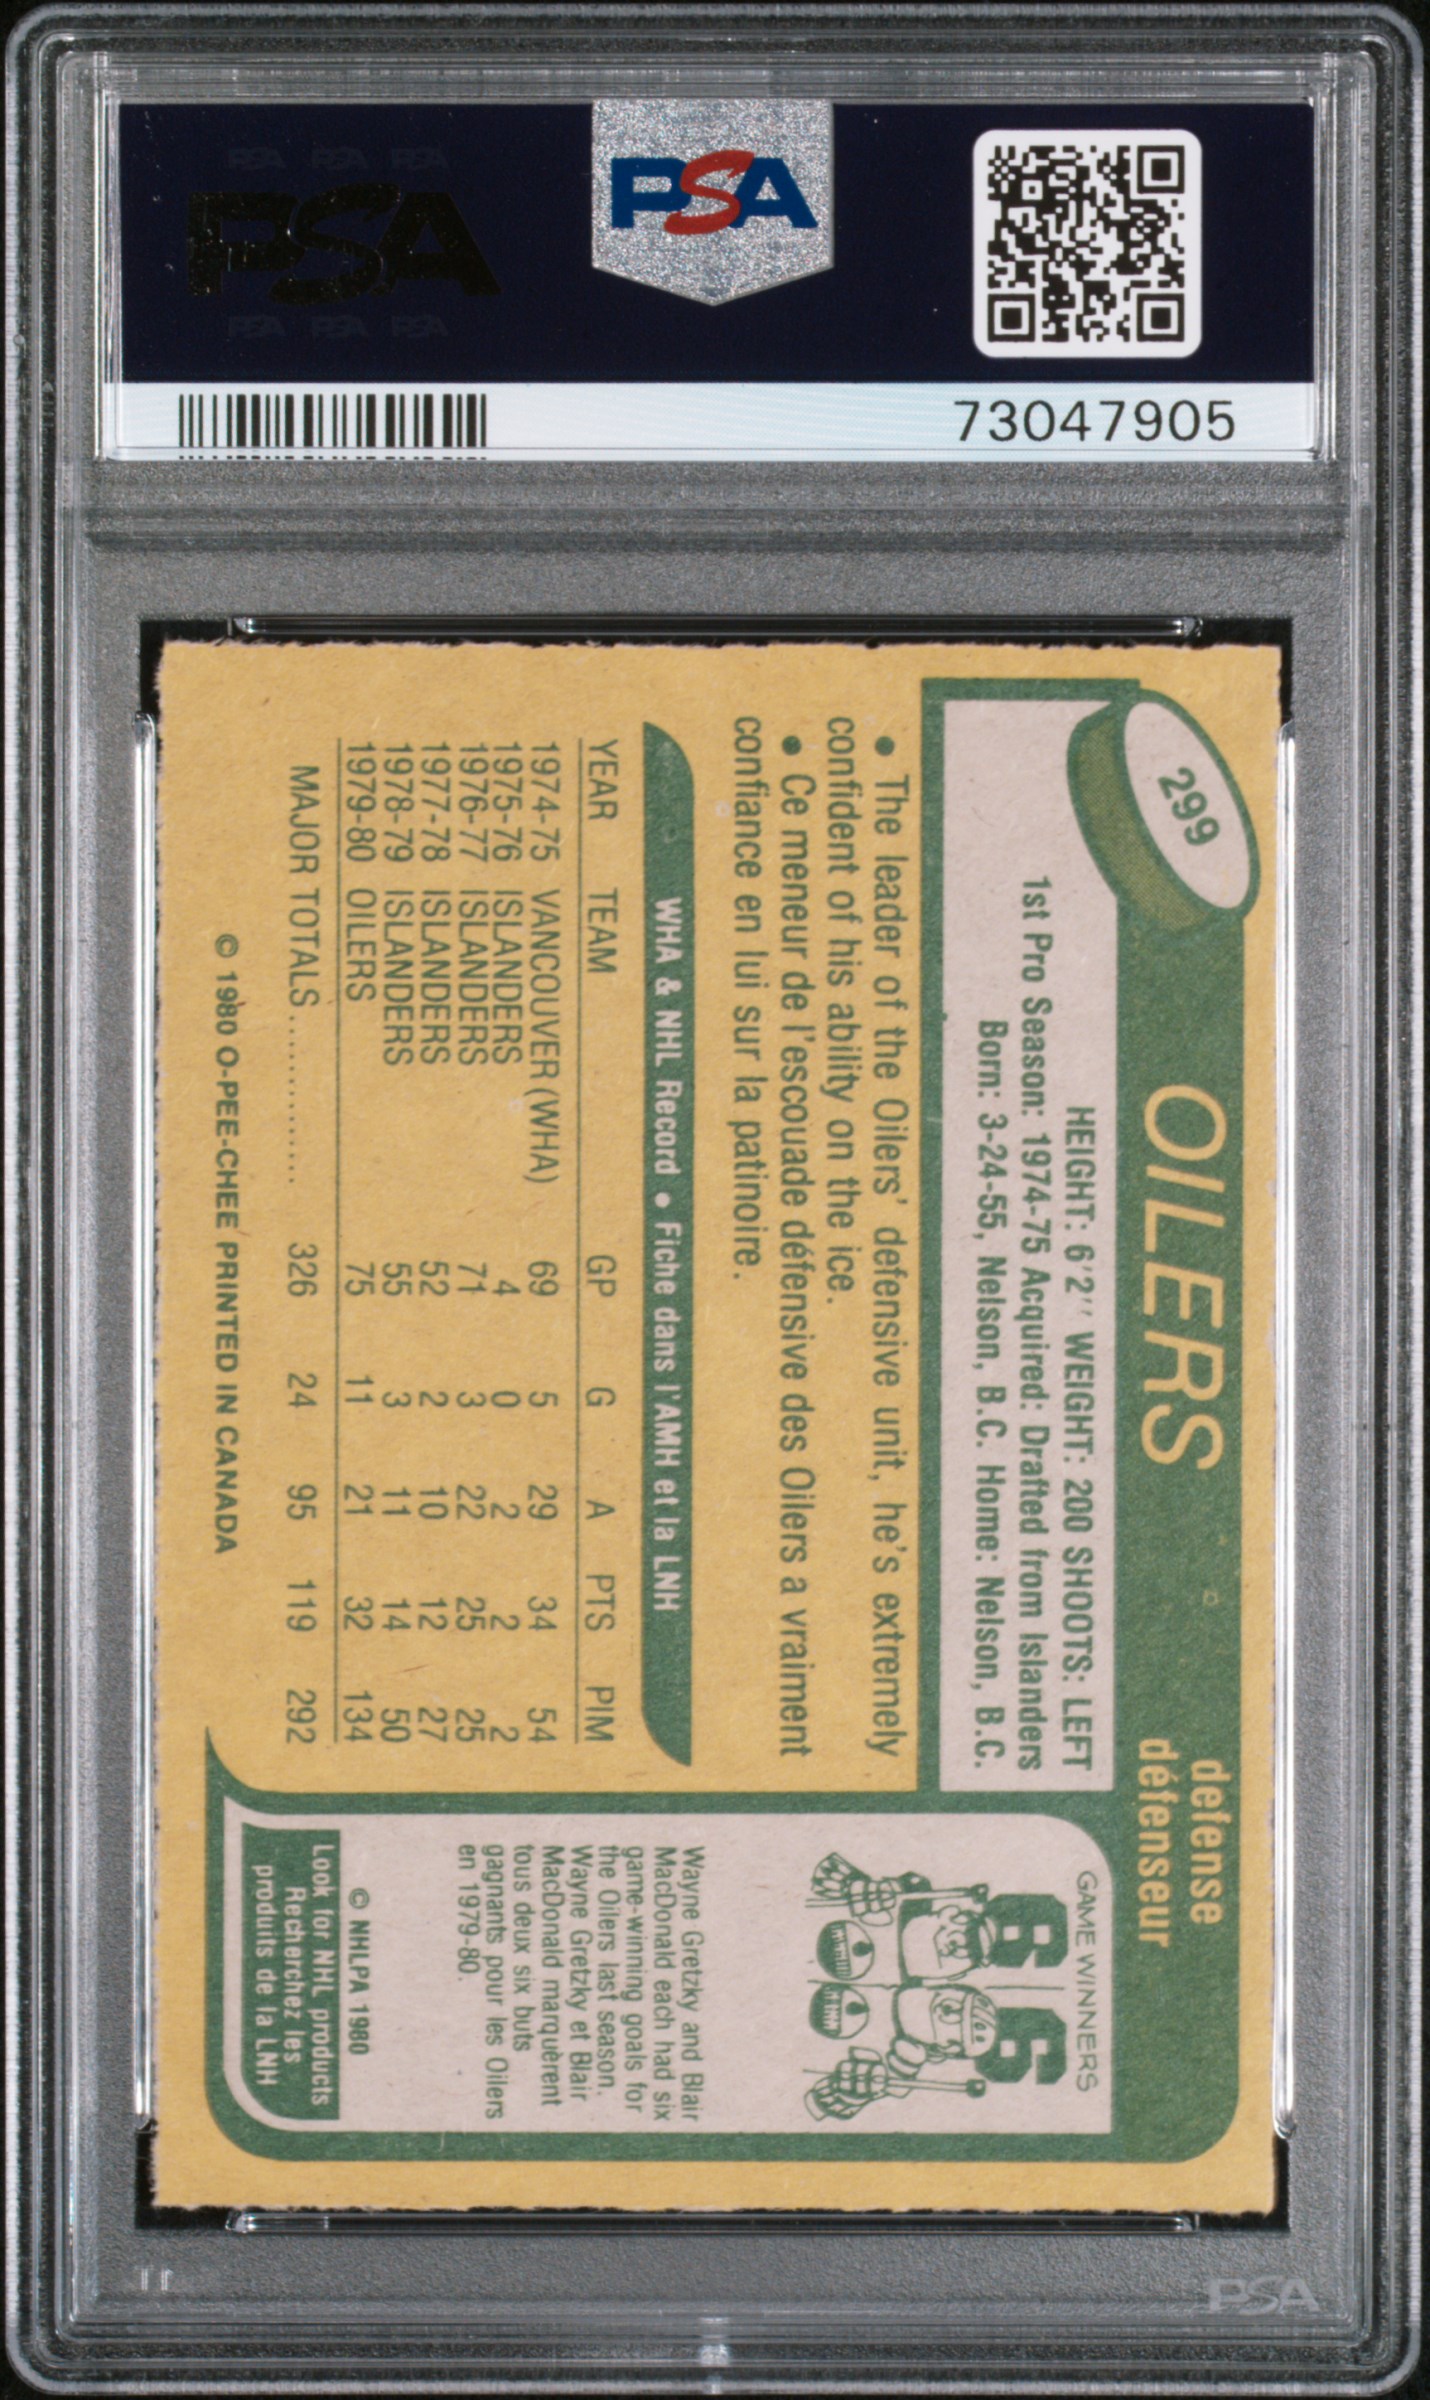 PSA PSA PSA
PSA
PSA PSA PSA
PSA
73047905
299
OILERS
defense
défenseur
HEIGHT: 6'2" WEIGHT: 200 SHOOTS: LEFT
1st Pro Season: 1974-75 Acquired: Drafted from Islanders
Born: 3-24-55, Nelson, B.C. Home: Nelson, B.C.
• The leader of the Oilers' defensive unit, he's extremely
confident of his ability on the ice.
• Ce meneur de l'escouade défensive des Oilers a vraiment
confiance en lui sur la patinoire.
WHA & NHL Record • Fiche dans l'AMH et la LNH
YEAR TEAM GP G A PTS PIM
1974-75 VANCOUVER (WHA) 69 5 29 34 54
1975-76 ISLANDERS 4 0 2 2 2
1976-77 ISLANDERS 71 3 22 25 25
1977-78 ISLANDERS 52 2 10 12 27
1978-79 ISLANDERS 55 3 11 14 50
1979-80 OILERS 75 11 21 32 134
MAJOR TOTALS........... 326 24 95 119 292
© 1980 O-PEE-CHEE PRINTED IN CANADA
GAME WINNERS
6 6
Wayne Gretzky and Blair
MacDonald each had six
game-winning goals for
the Oilers last season.
Wayne Gretzky et Blair
MacDonald marquèrent
tous deux six buts
gagnants pour les Oilers
en 1979-80.
© NHLPA 1980
Look for NHL products
Recherchez les
produits de la LNH
PSA